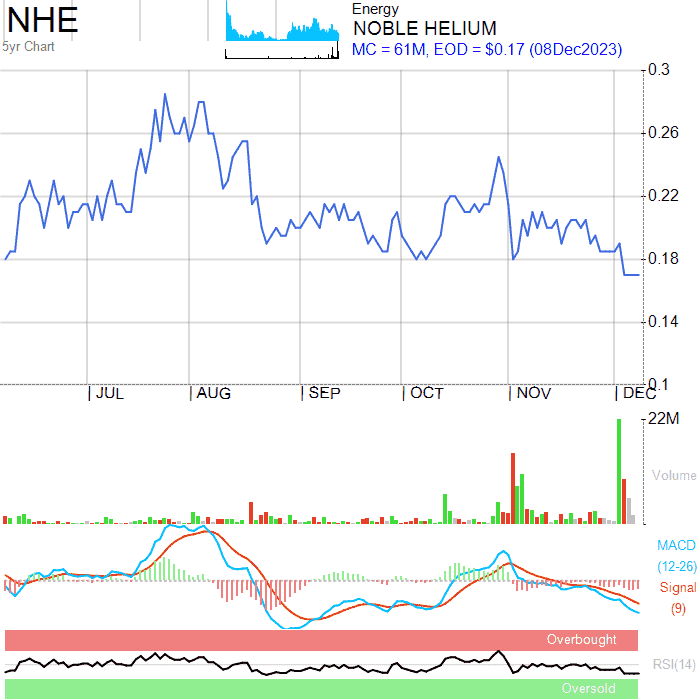 NHE
5yr Chart
Energy
NOBLE HELIUM
MC = 61M, EOD = $0.17 (08Dec2023)
0.3
0.26
0.22
0.18
0.14
0.1
JUL AUG SEP OCT NOV DEC
22M
Volume
MACD
(12-26)
Signal
(9)
Overbought
RSI(14)
Oversold